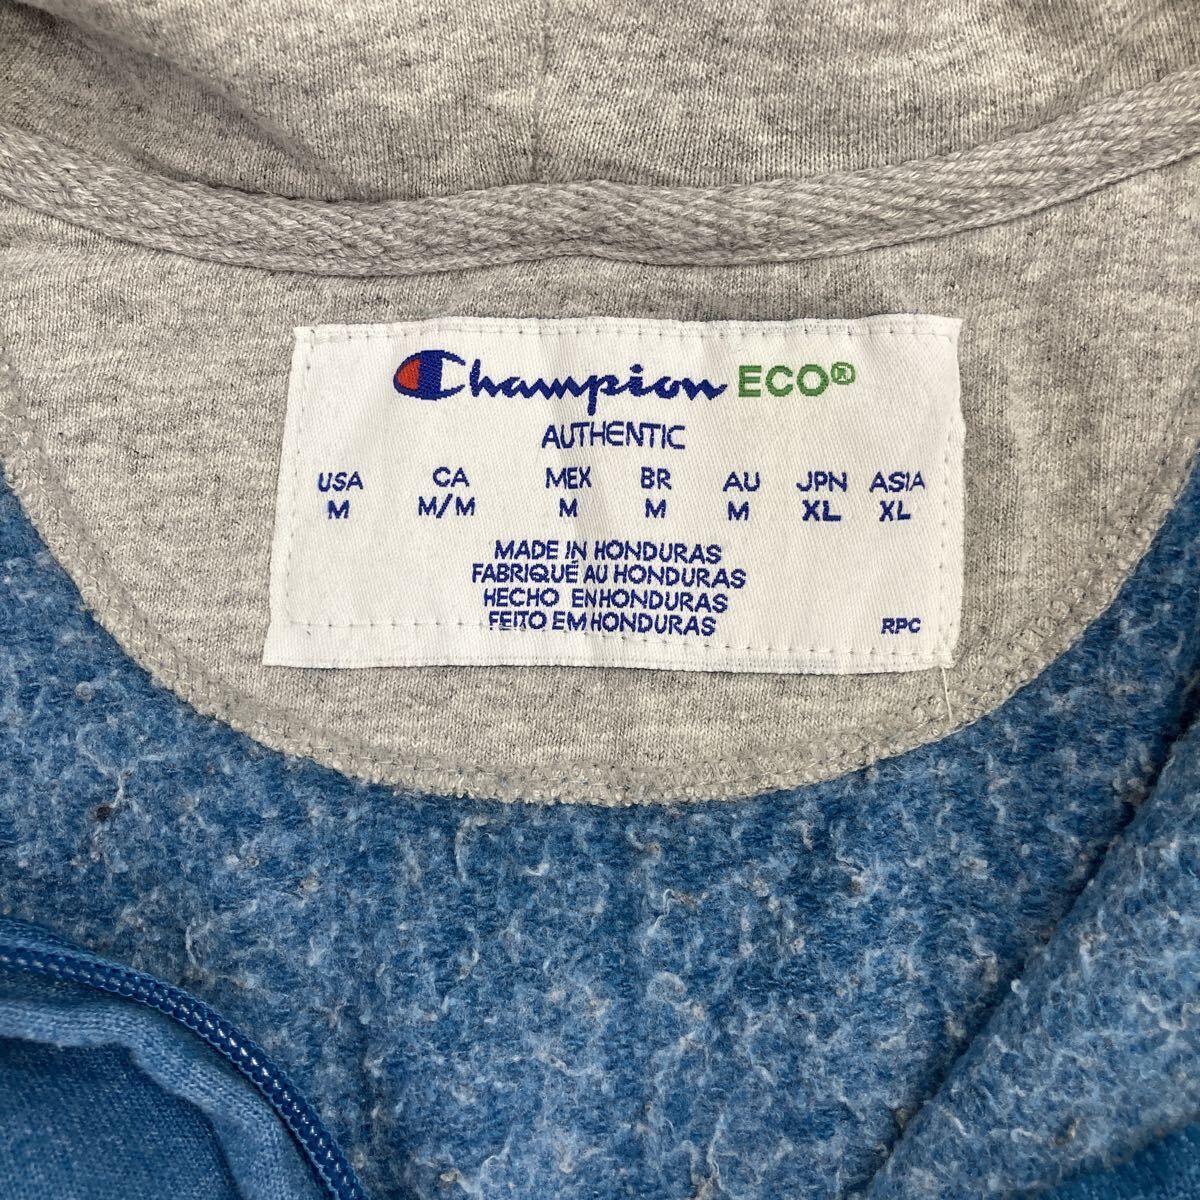 Champion ECO®
AUTHENTIC
USA CA MEX BR AU JPN ASIA
M M/M M M M XL XL
MADE IN HONDURAS
FABRIQUÉ AU HONDURAS
HECHO EN HONDURAS
FEITO EM HONDURAS
RPC